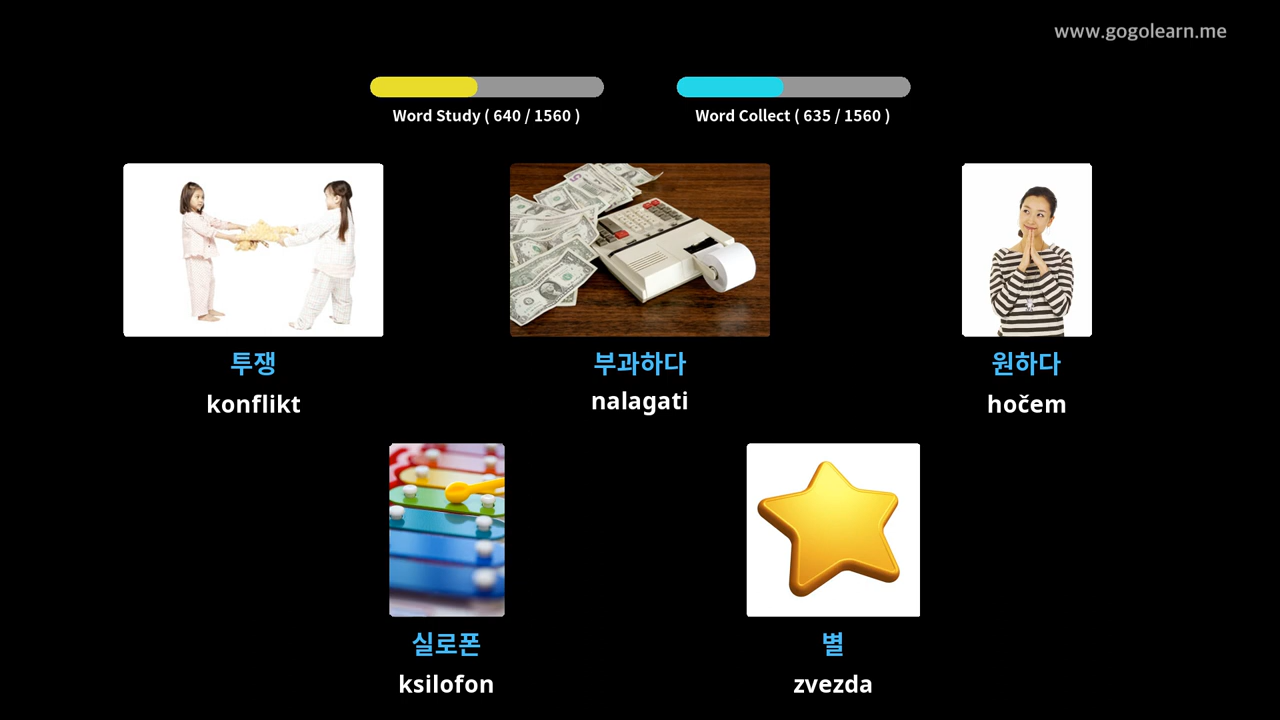 www.gogolearn.me
Word Study ( 640 / 1560 )
Word Collect ( 635 / 1560 )
투쟁
부과하다
원하다
konflikt
nalagati
hočem
실로폰
별
ksilofon
zvezda